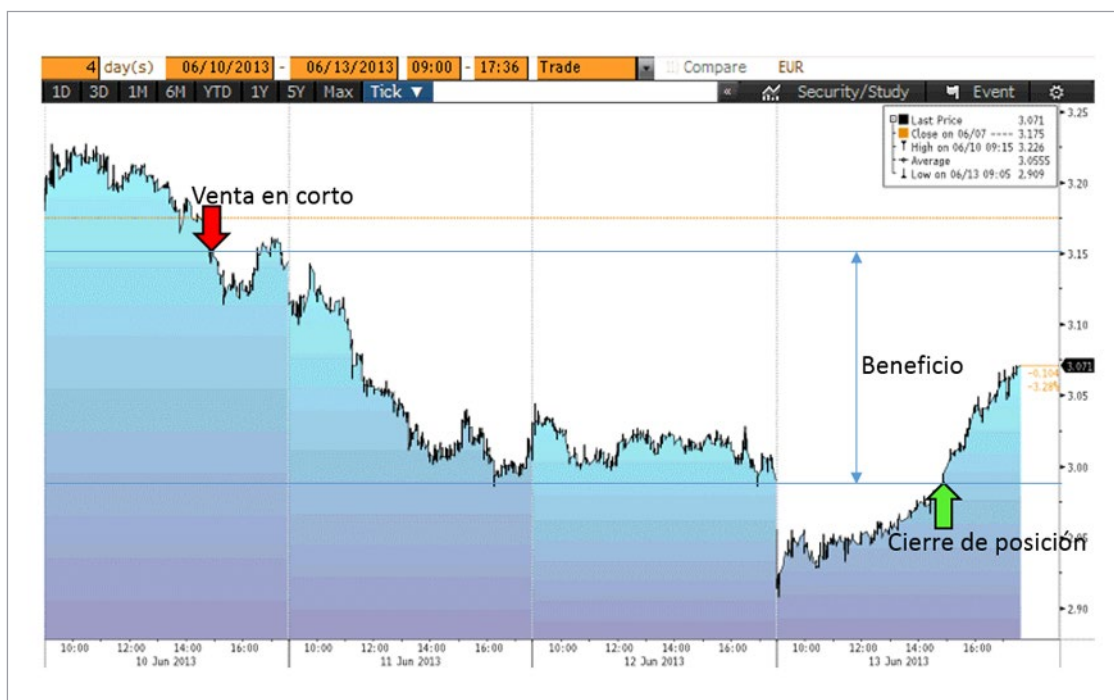 4 day(s) 06/10/2013 - 06/13/2013 09:00 - 17:36 Trade Compare EUR
1D 3D 1M 6M YTD 1Y 5Y Max Tick ▼ « Security/Study Event
Last Price 3.071
Close on 06/07 ---- 3.175
High on 06/10 09:15 3.226
Average 3.0555
Low on 06/13 09:05 2.909
3.25
3.20
Venta en corto
3.15
3.10
Beneficio
3.071
-0.104
-3.28%
3.05
3.00
Cierre de posición
2.90
10:00 12:00 14:00 16:00 10:00 12:00 14:00 16:00 10:00 12:00 14:00 16:00 10:00 12:00 14:00 16:00
10 Jun 2013 11 Jun 2013 12 Jun 2013 13 Jun 2013